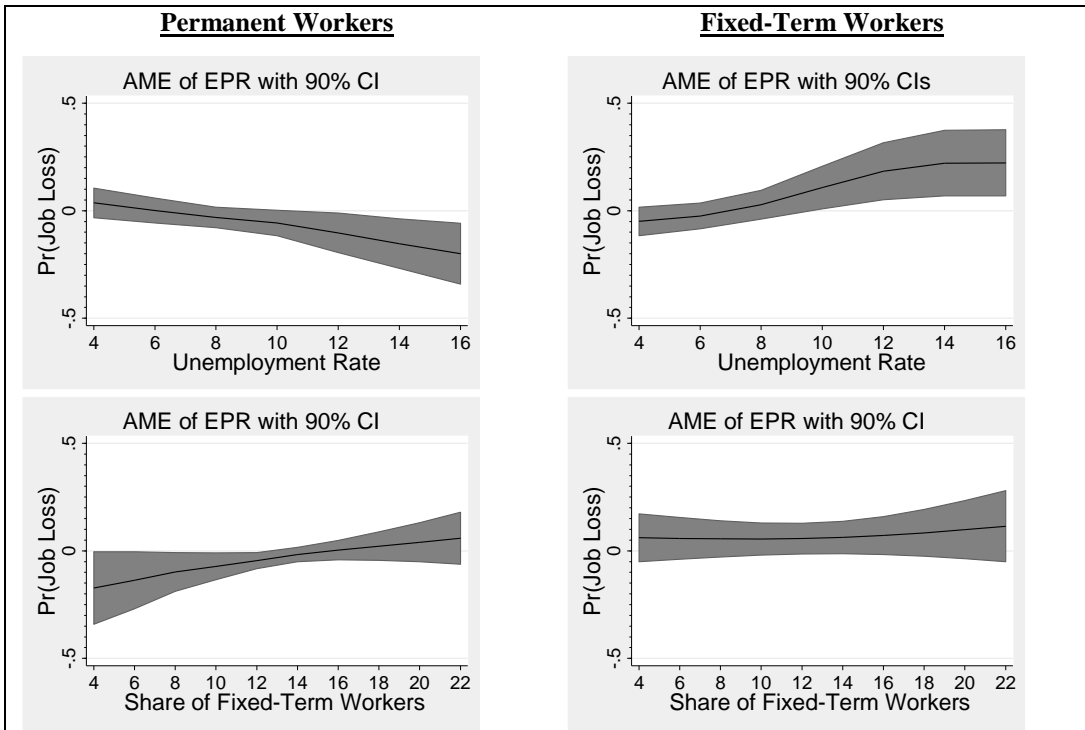 Permanent Workers
Fixed-Term Workers
AME of EPR with 90% CI
Pr(Job Loss)
.5
0
-.5
4 6 8 10 12 14 16
Unemployment Rate
AME of EPR with 90% CIs
Pr(Job Loss)
.5
0
-.5
4 6 8 10 12 14 16
Unemployment Rate
AME of EPR with 90% CI
Pr(Job Loss)
.5
0
-.5
4 6 8 10 12 14 16 18 20 22
Share of Fixed-Term Workers
AME of EPR with 90% CI
Pr(Job Loss)
.5
0
-.5
4 6 8 10 12 14 16 18 20 22
Share of Fixed-Term Workers